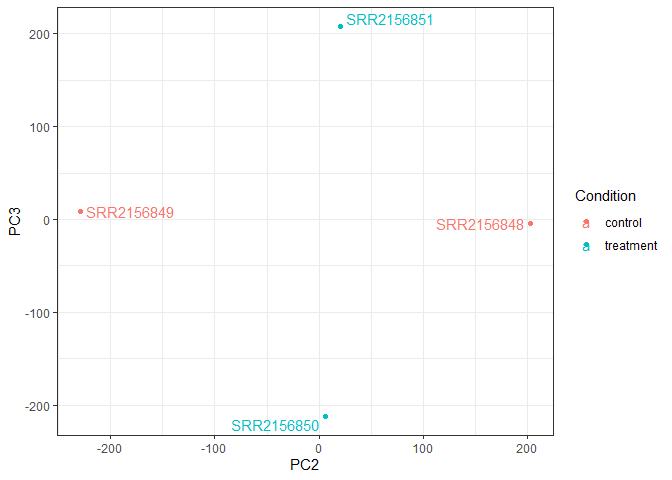 200
100
0
-100
-200
PC3
SRR2156851
SRR2156849
SRR2156848
SRR2156850
-200
-100
0
100
200
PC2
Condition
a control
a treatment